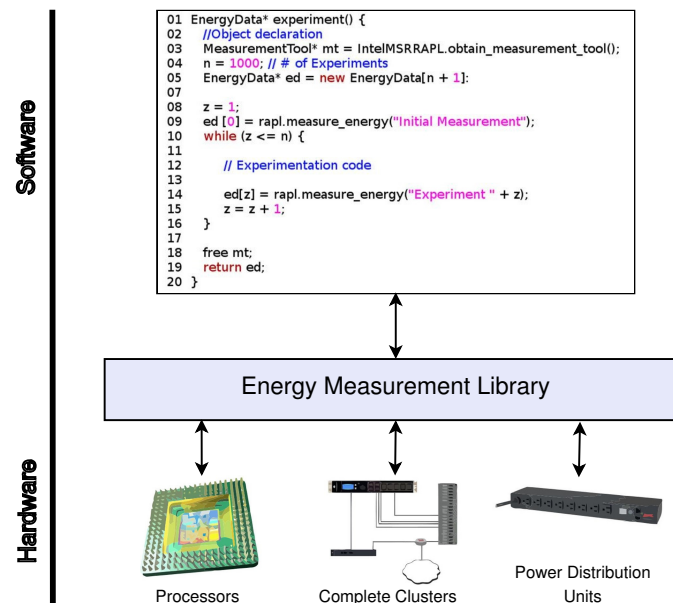 Software
01 EnergyData* experiment() {
02 //Object declaration
03 MeasurementTool* mt = IntelMSRRAPL.obtain_measurement_tool();
04 n = 1000; // # of Experiments
05 EnergyData* ed = new EnergyData[n + 1]:
07
08 z = 1;
09 ed [0] = rapl.measure_energy("Initial Measurement");
10 while (z <= n) {
11
12 // Experimentation code
13
14 ed[z] = rapl.measure_energy("Experiment " + z);
15 z = z + 1;
16 }
17
18 free mt;
19 return ed;
20 }
Energy Measurement Library
Hardware
Processors
Complete Clusters
Power Distribution
Units